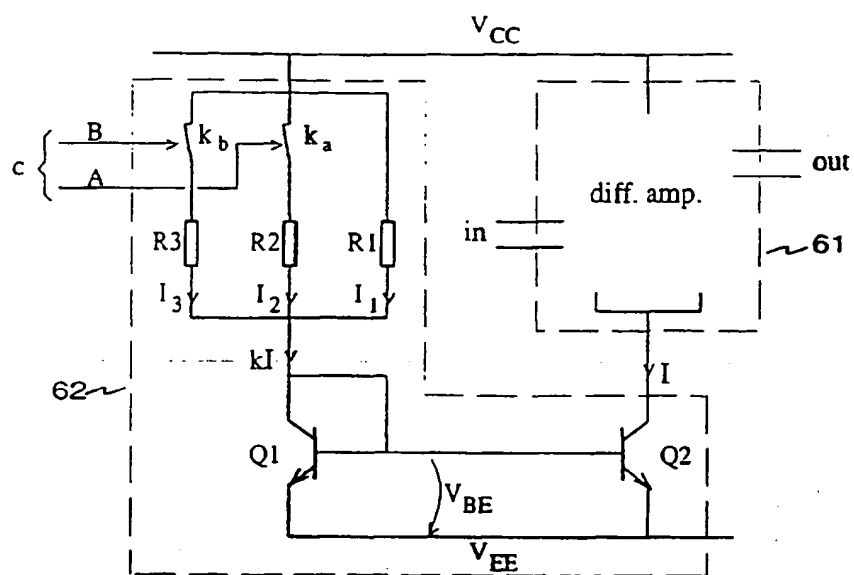 V_CC
B
k_b
k_a
c
A
R3
R2
R1
I_3
I_2
I_1
diff. amp.
in
out
61
kI
I
62
Q1
Q2
V_BE
V_EE